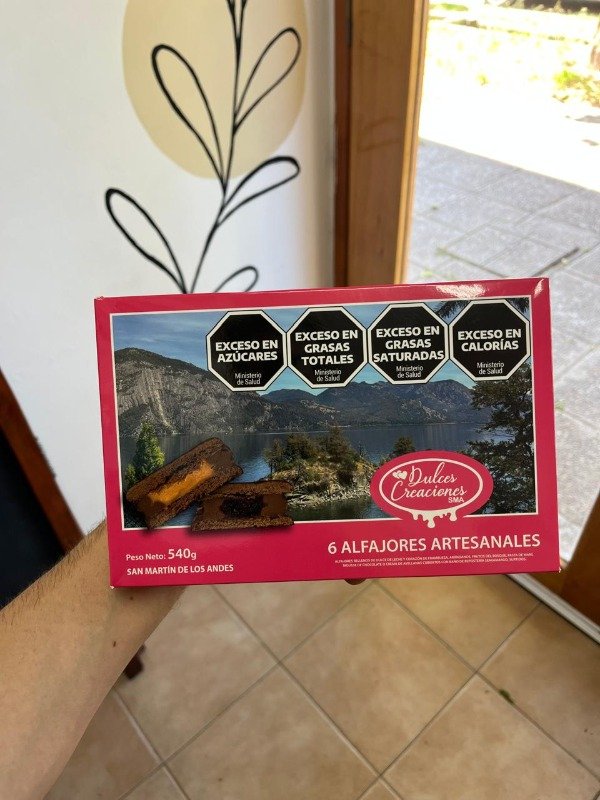 EXCESO EN
AZÚCARES
Ministerio
de Salud
EXCESO EN
GRASAS
TOTALES
Ministerio
de Salud
EXCESO EN
GRASAS
SATURADAS
Ministerio
de Salud
EXCESO EN
CALORÍAS
Ministerio
de Salud
Dulces
Creaciones
SMA
Peso Neto: 540g
SAN MARTÍN DE LOS ANDES
6 ALFAJORES ARTESANALES